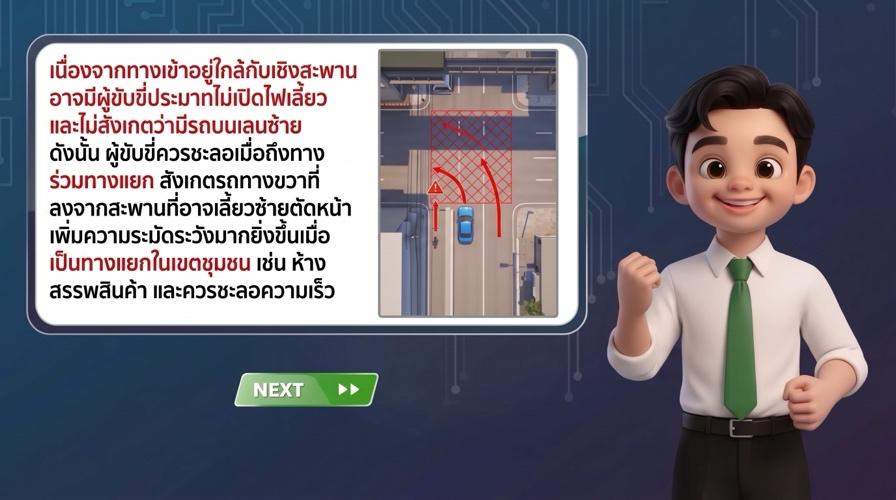 เนื่องจากทางเข้าอยู่ใกล้กับเชิงสะพาน
อาจมีผู้ขับขี่ประมาทไม่เปิดไฟเลี้ยว
และไม่สังเกตว่ามีรถบนเลนซ้าย
ดังนั้น ผู้ขับขี่ควรชะลอเมื่อถึงทาง
ร่วมทางแยก สังเกตรถทางขวาที่
ลงจากสะพานที่อาจเลี้ยวซ้ายตัดหน้า
เพิ่มความระมัดระวังมากยิ่งขึ้นเมื่อ
เป็นทางแยกในเขตชุมชน เช่น ห้าง
สรรพสินค้า และควรชะลอความเร็ว
NEXT